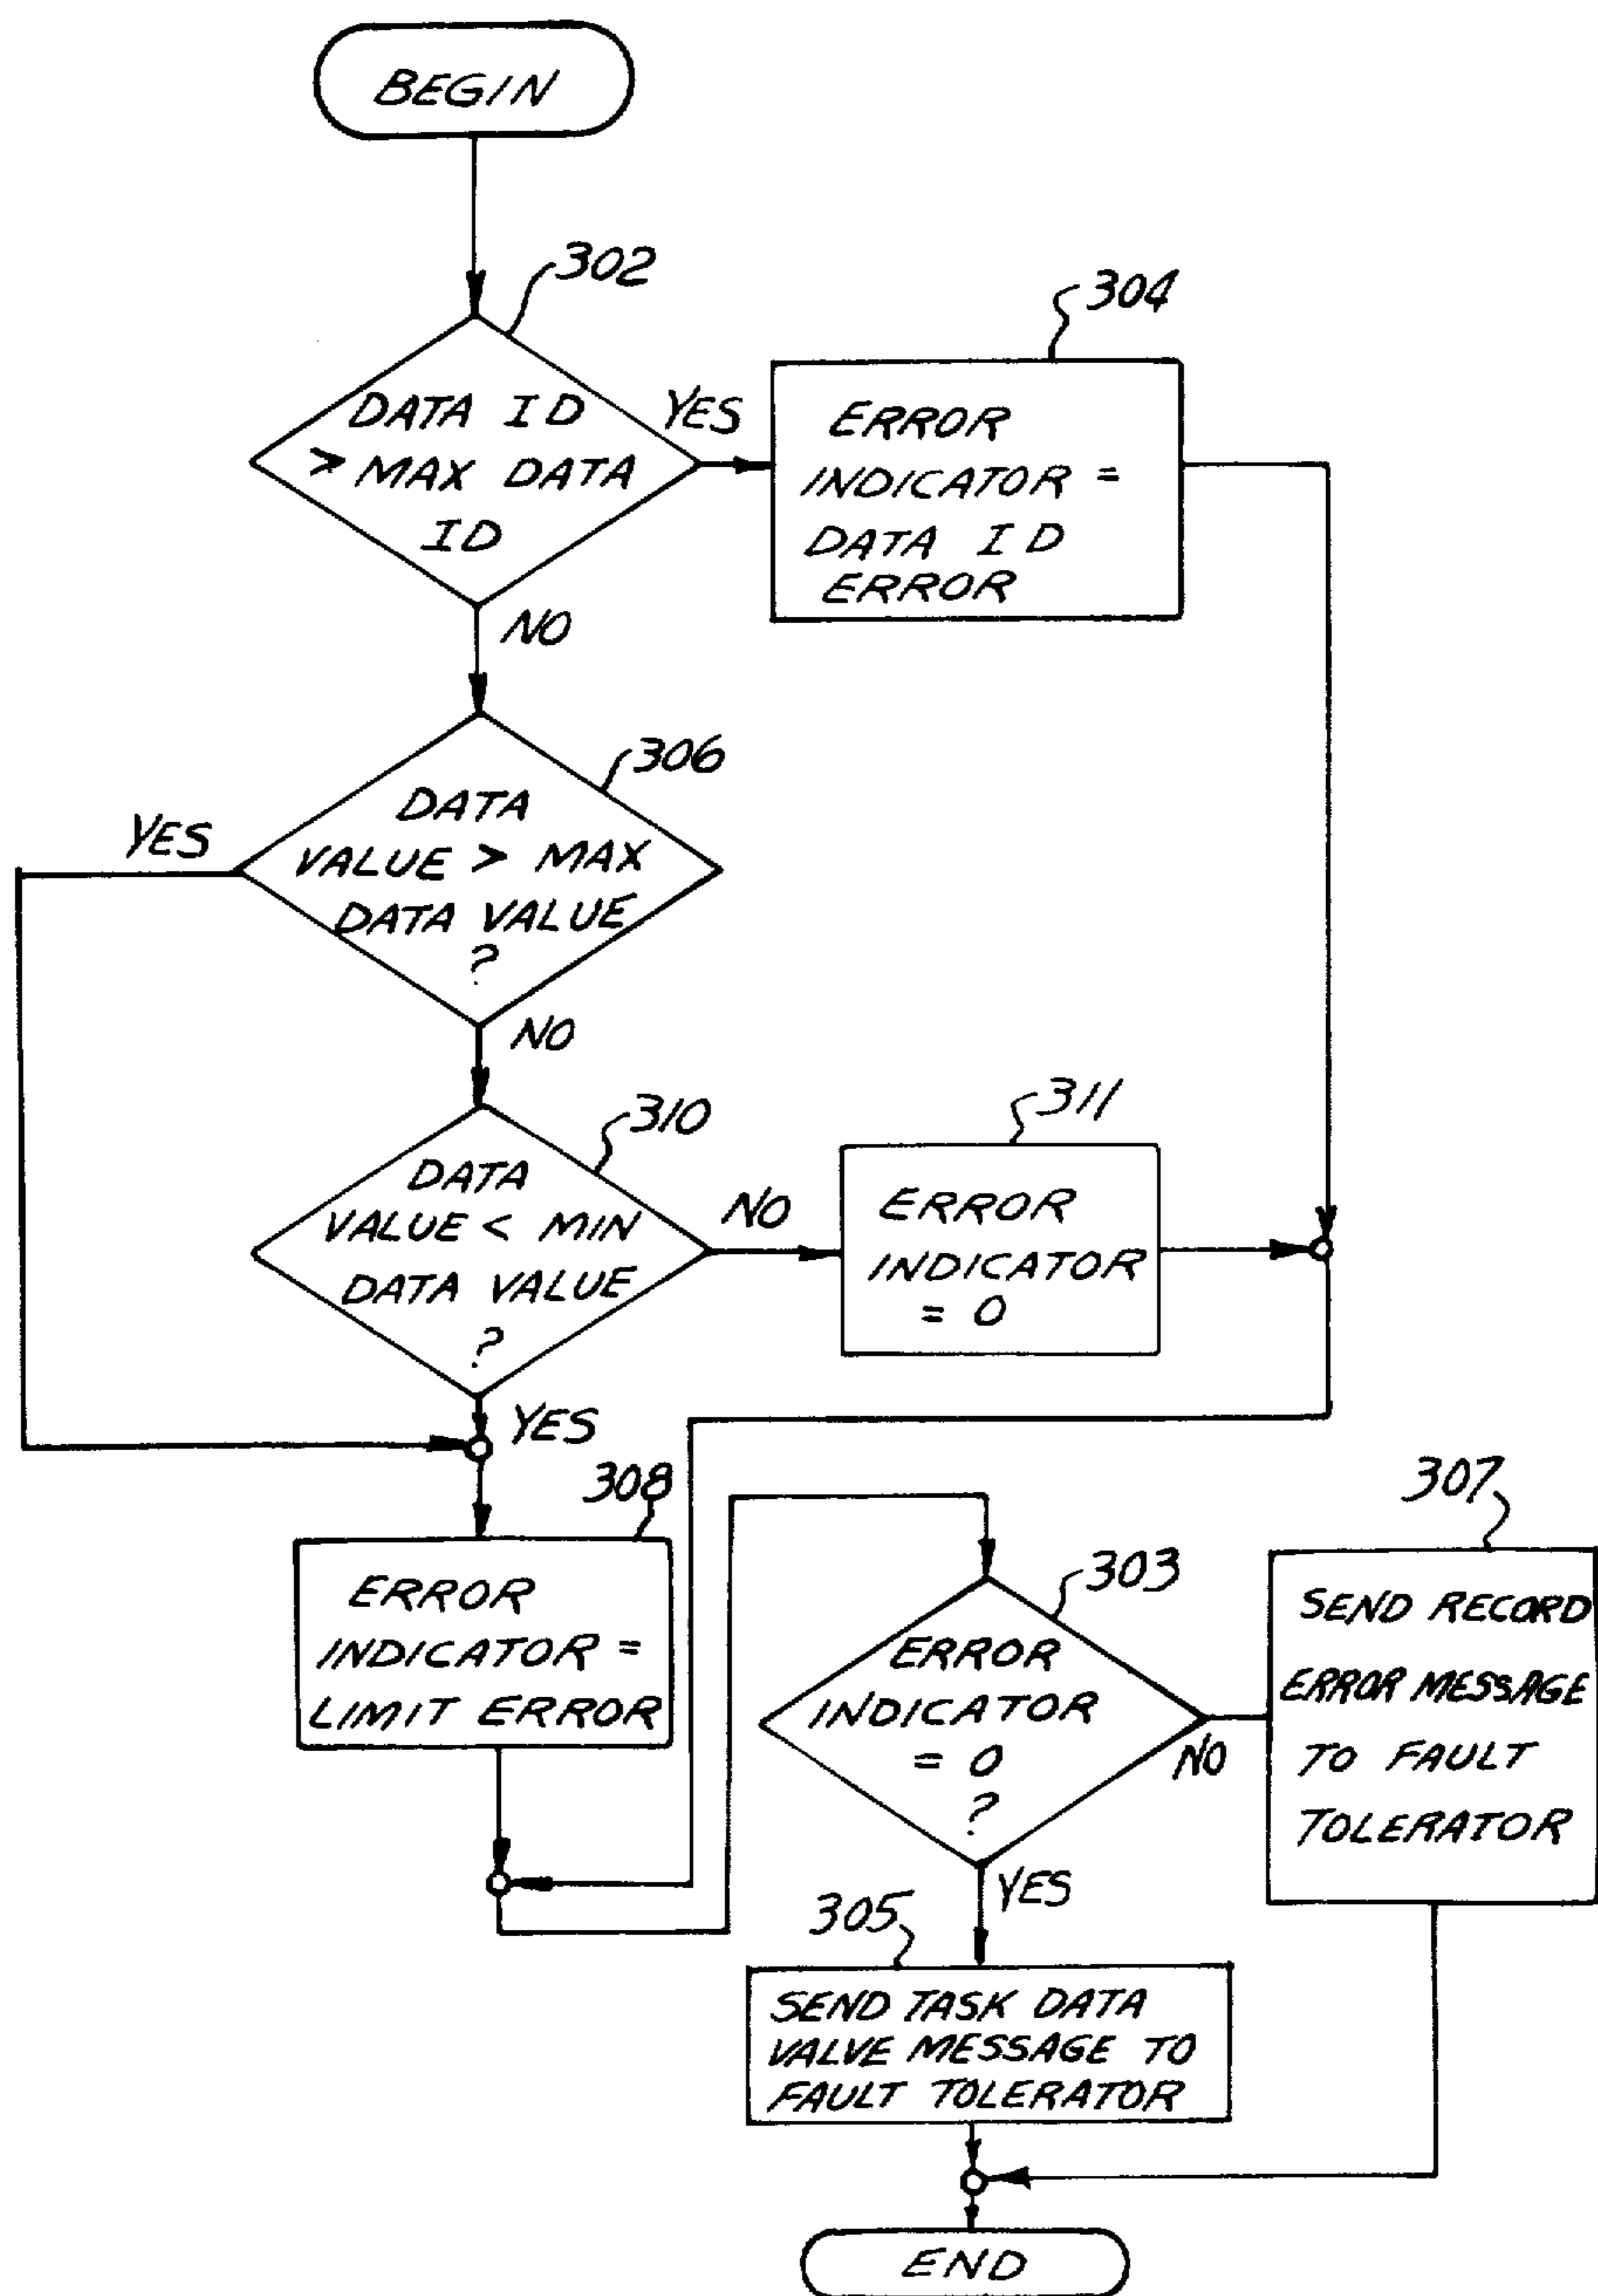 BEGIN
302
DATA ID
> MAX DATA
ID
YES
304
ERROR
INDICATOR =
DATA ID
ERROR
NO
306
DATA
VALUE > MAX
DATA VALUE
?
YES
NO
310
DATA
VALUE < MIN
DATA VALUE
?
NO
311
ERROR
INDICATOR
= 0
YES
308
ERROR
INDICATOR =
LIMIT ERROR
303
ERROR
INDICATOR
= 0
?
NO
307
SEND RECORD
ERROR MESSAGE
TO FAULT
TOLERATOR
YES
305
SEND TASK DATA
VALVE MESSAGE TO
FAULT TOLERATOR
END